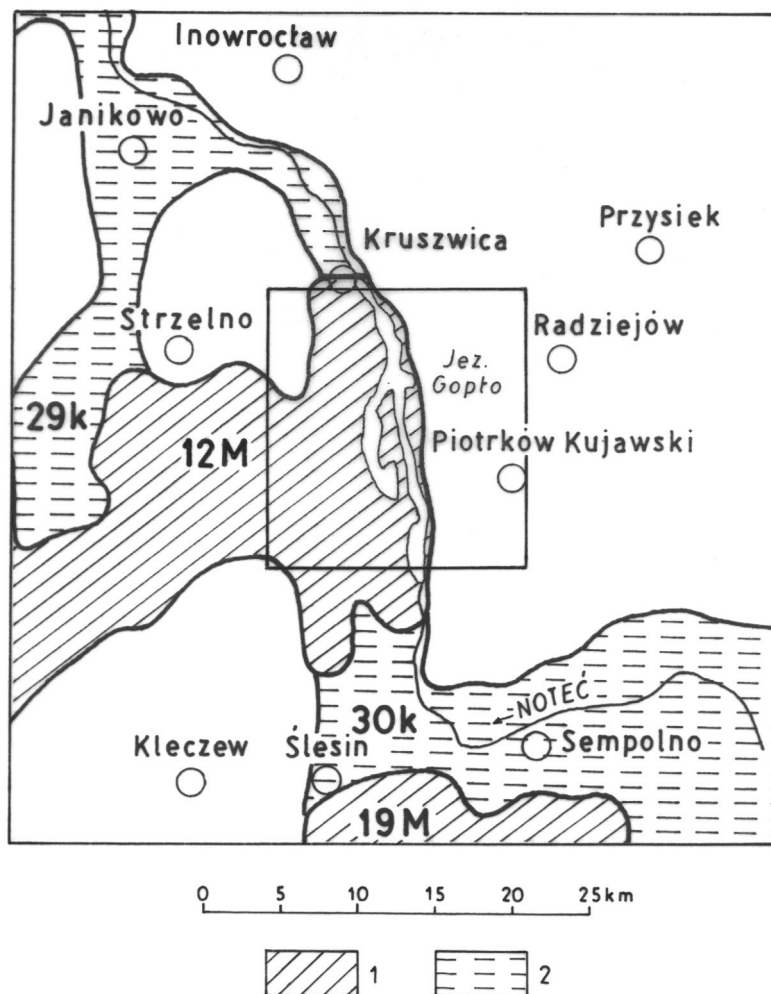 Inowrocław
Janikowo
Przysiek
Kruszwica
Strzelno
Radziejów
Jez.
Gopło
29k
12M
Piotrków Kujawski
NOTEĆ
30k
Kleczew
Ślesin
Sempolno
19M
0 5 10 15 20 25km
1 2